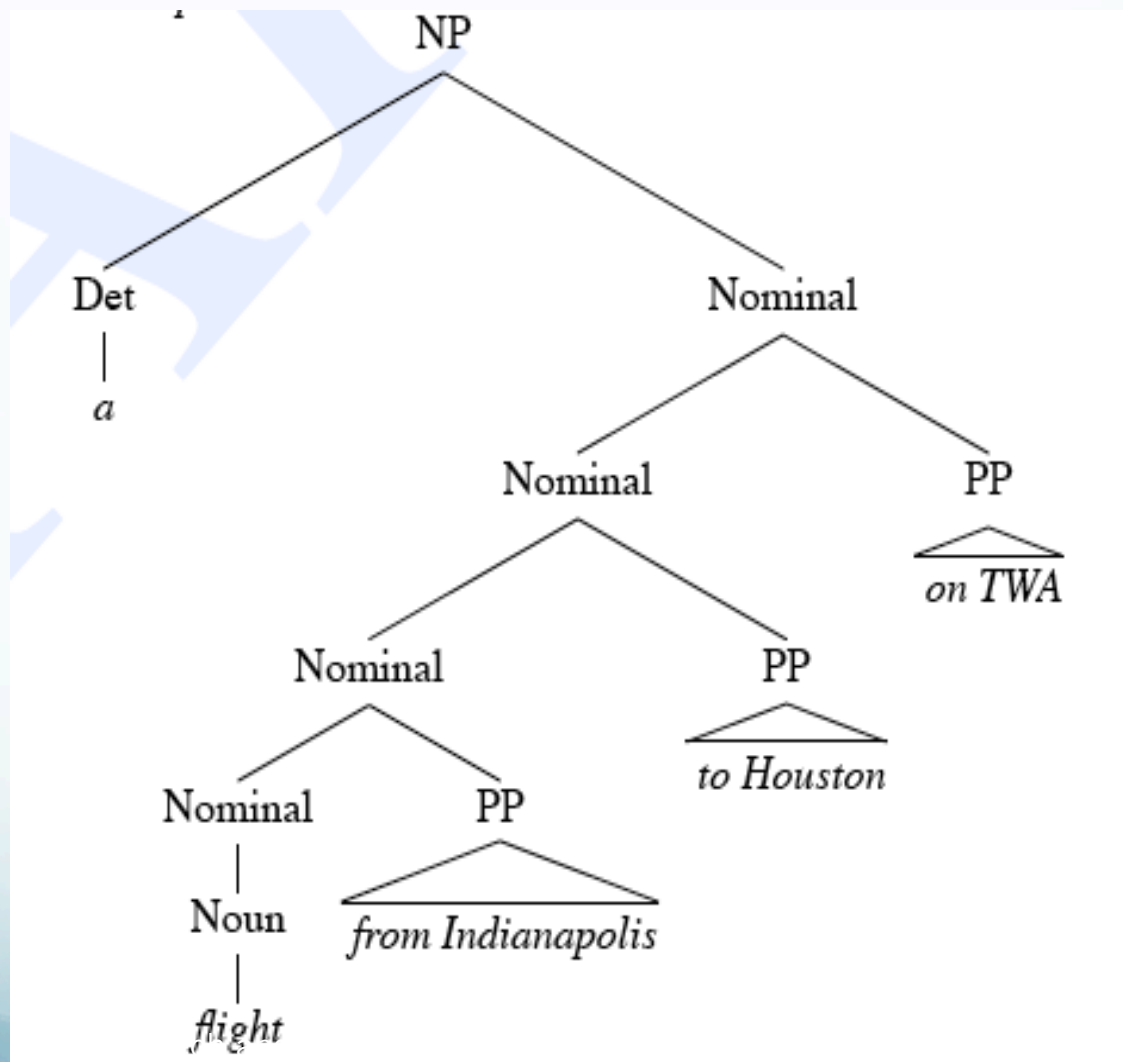 NP
Det Nominal
a
Nominal PP
on TWA
Nominal PP
to Houston
Nominal PP
Noun
from Indianapolis
flight